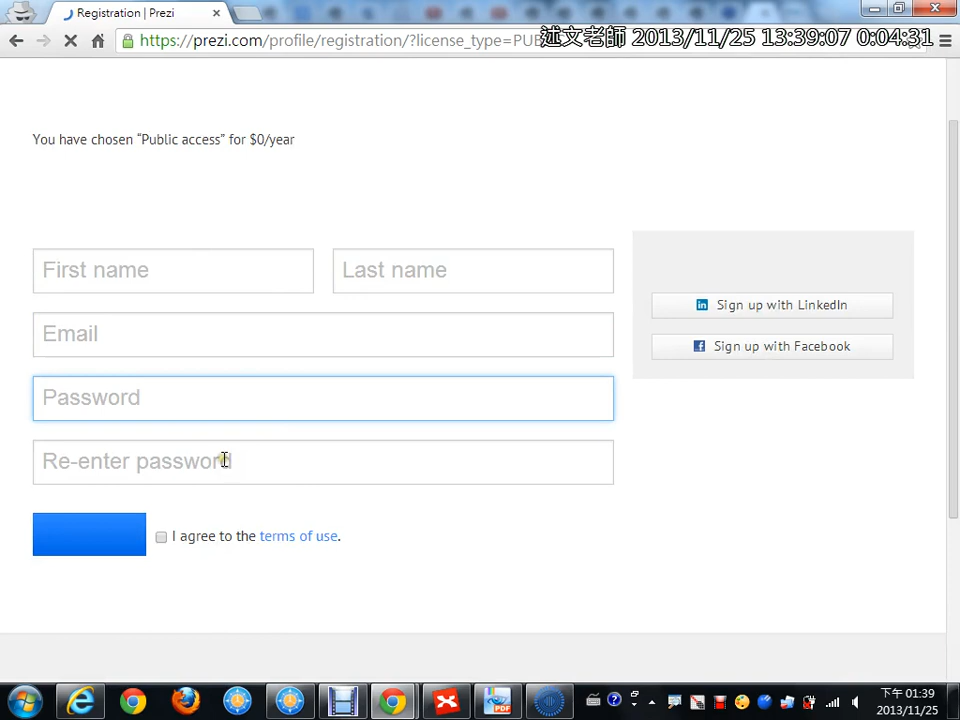 Registration | Prezi
https://prezi.com/profile/registration/?license_type=PUB
述文老師 2013/11/25 13:39:07 0:04:31
You have chosen “Public access” for $0/year
First name
Last name
Email
Password
Re-enter password
Sign up with LinkedIn
Sign up with Facebook
I agree to the terms of use.
下午 01:39
2013/11/25